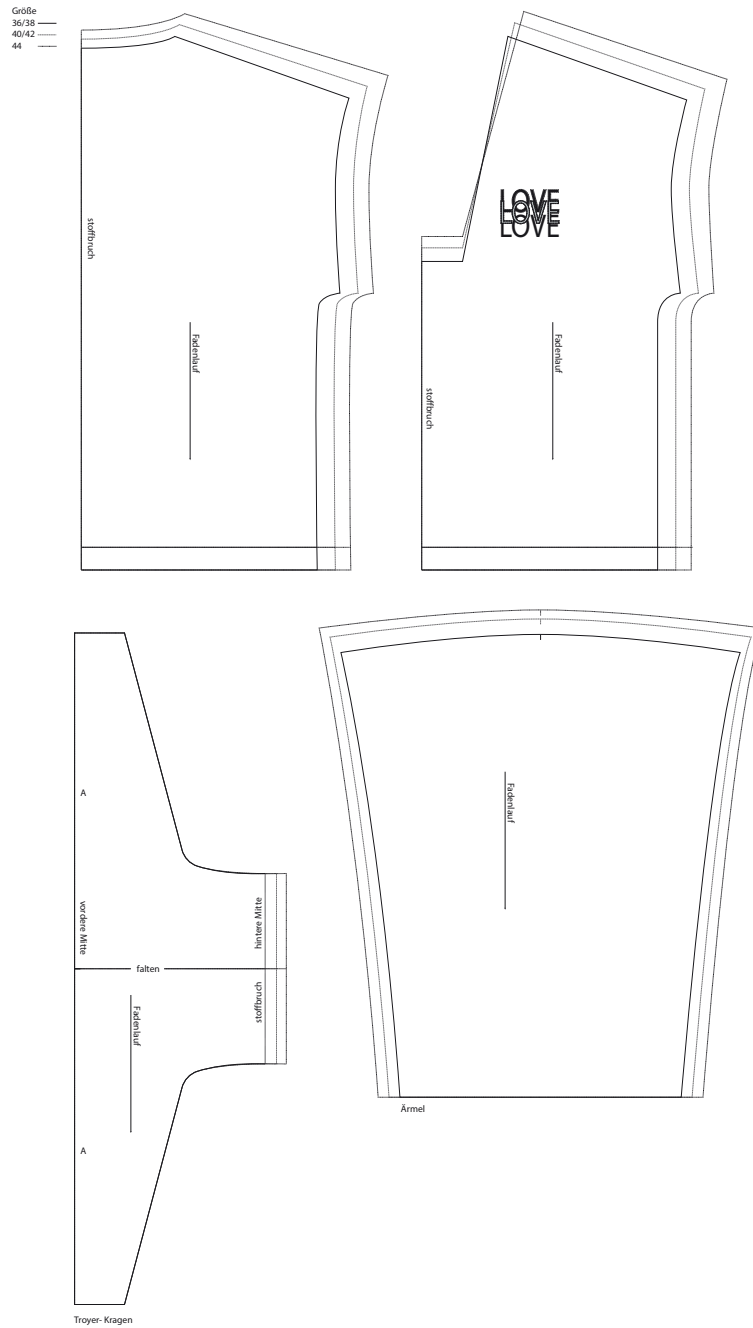 Größe
36/38
40/42
44
stoffbruch
Fadenlauf
LOVE
LOVE
LOVE
stoffbruch
Fadenlauf
A
vordere Mitte
hintere Mitte
falten
stoffbruch
Fadenlauf
A
Troyer- Kragen
Fadenlauf
Ärmel